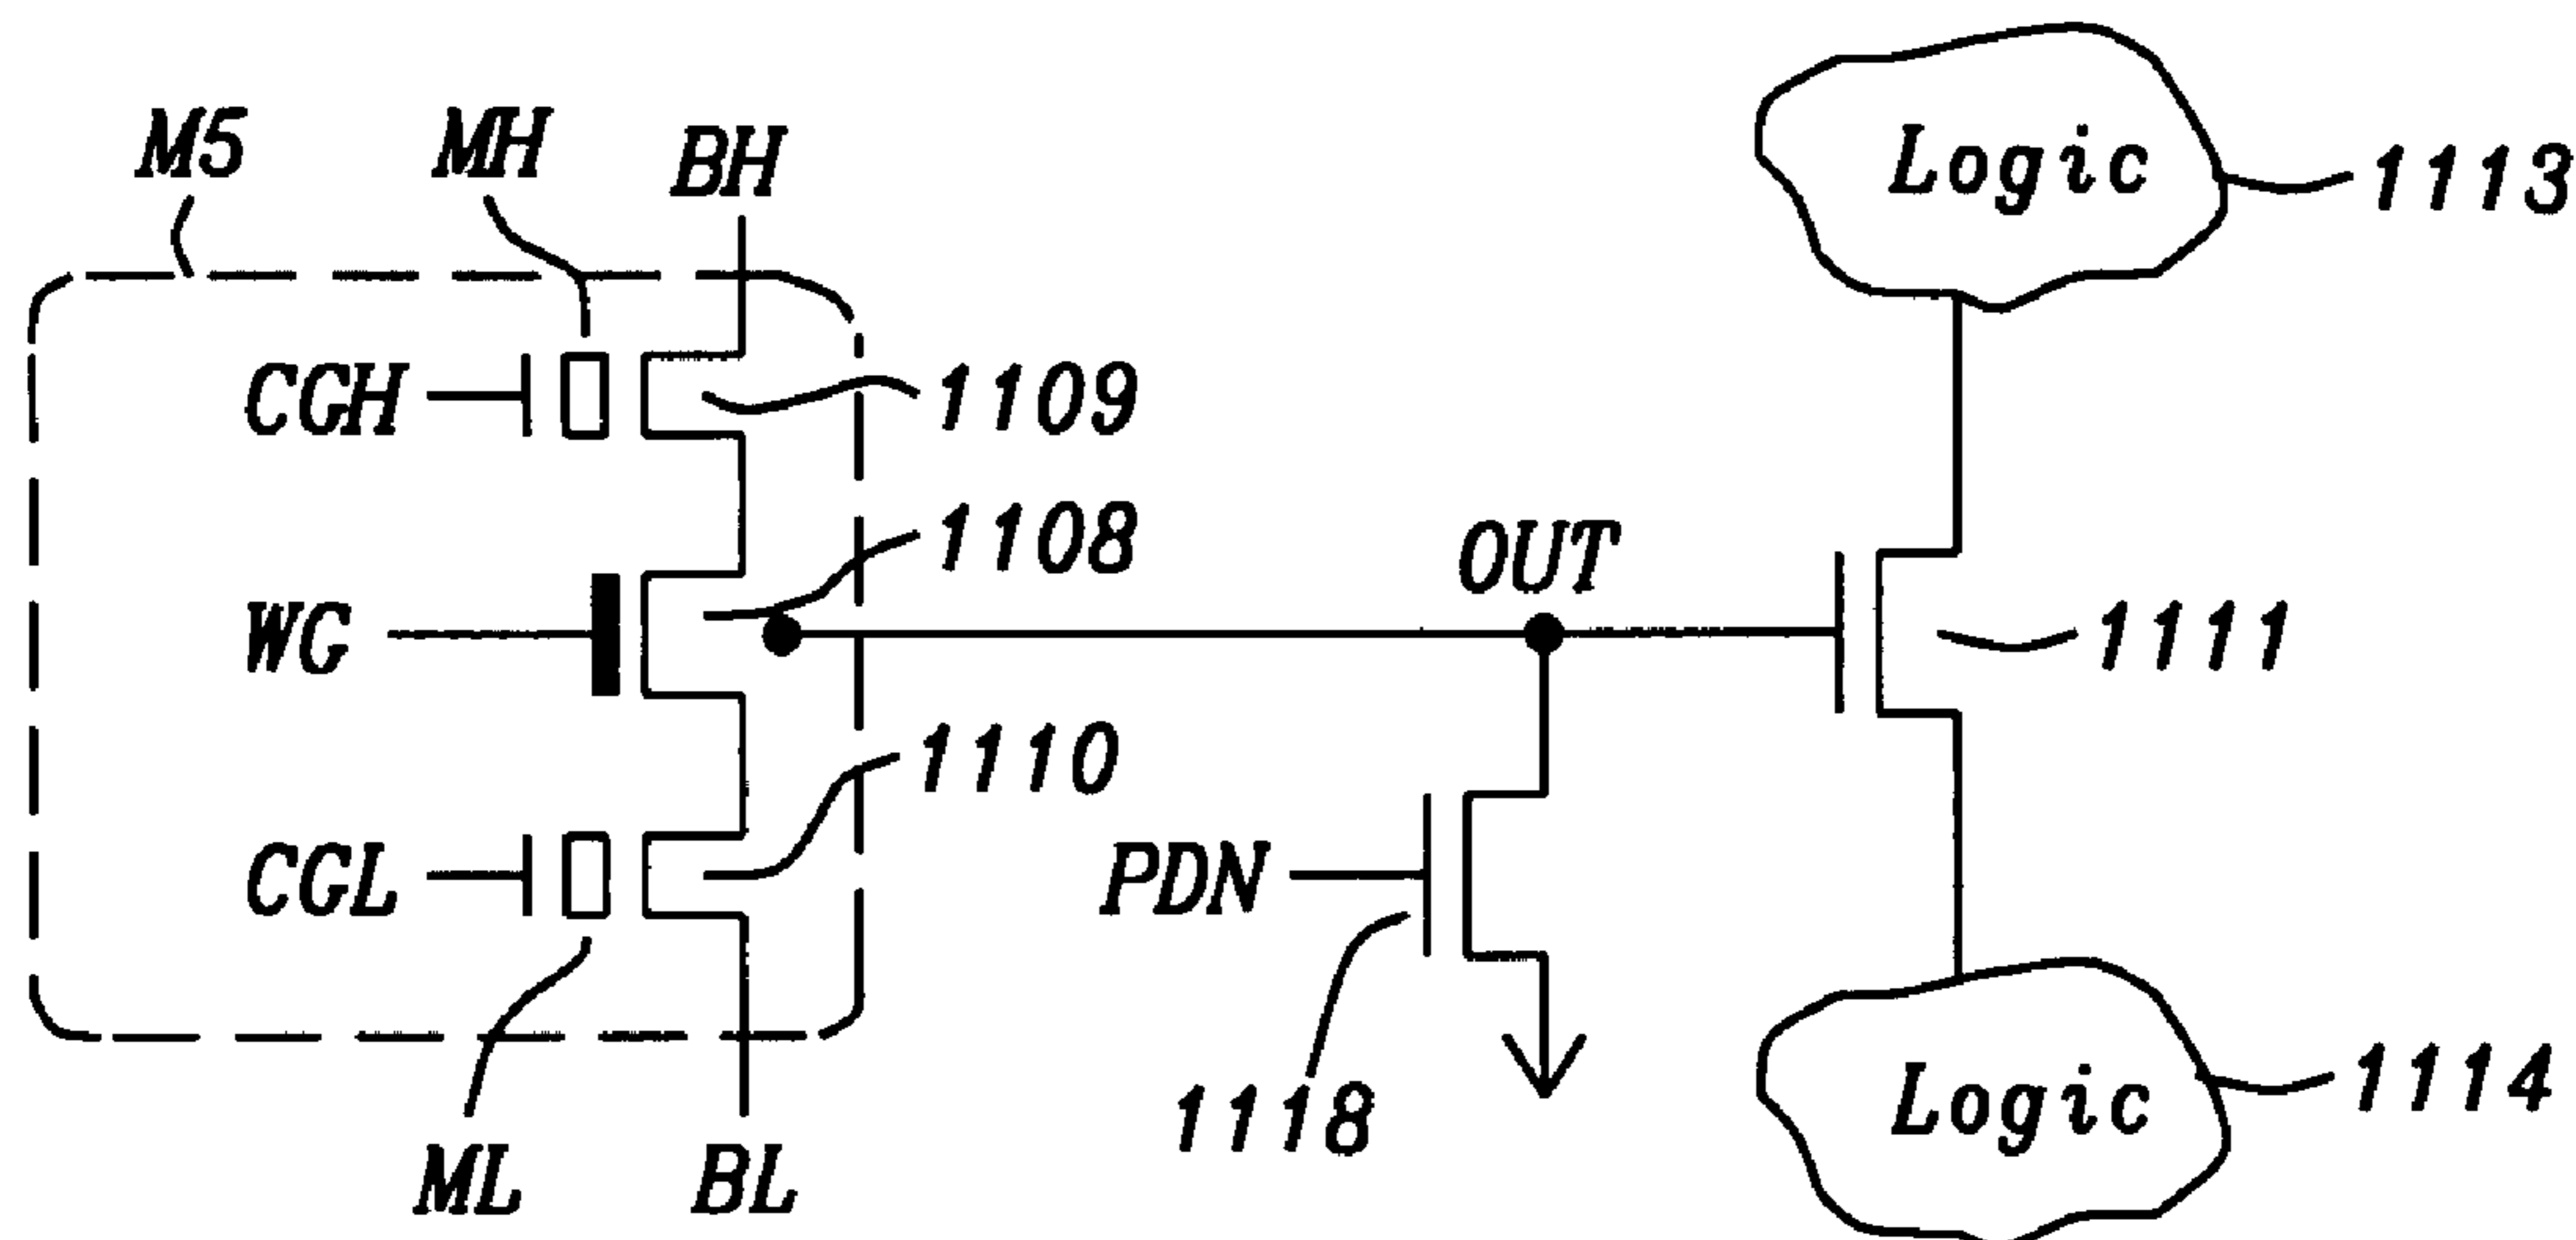 M5
MH
BH
Logic
1113
CGH
1109
1108
OUT
WG
1111
1110
CGL
PDN
1118
Logic
1114
ML
BL